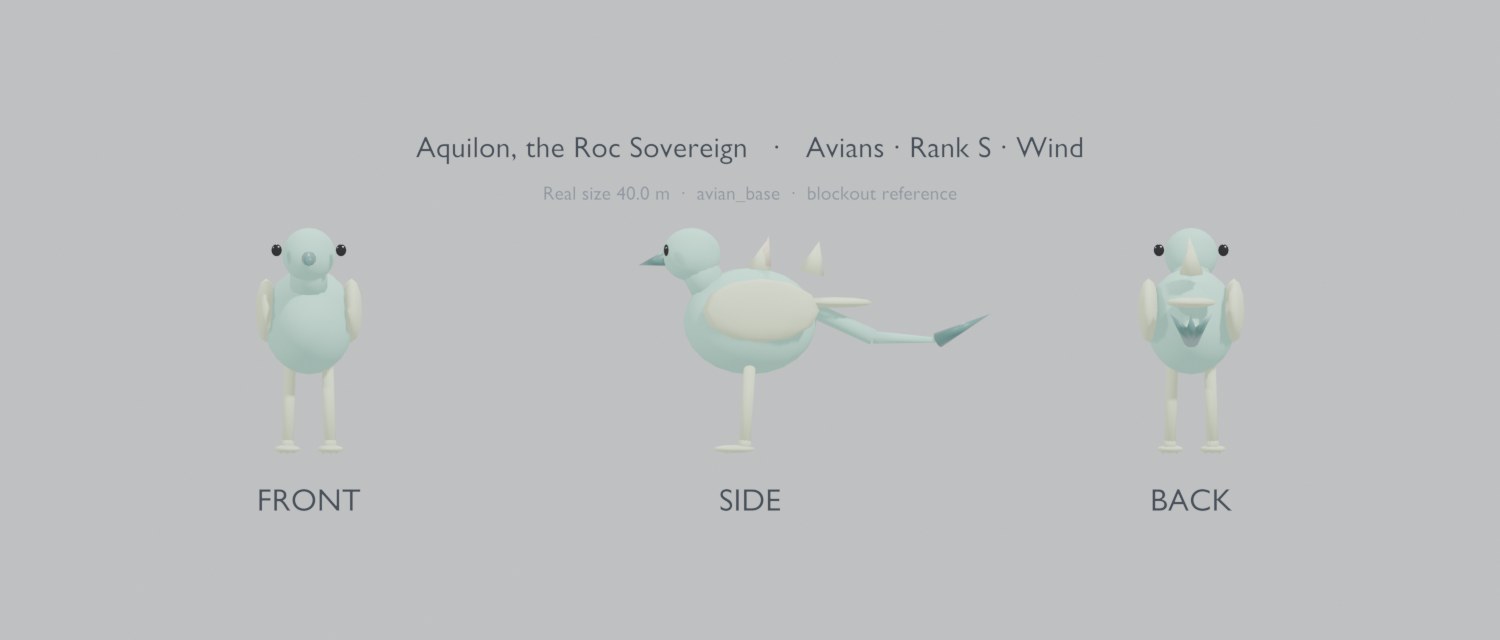 Aquilon, the Roc Sovereign · Avians · Rank S · Wind
Real size 40.0 m · avian_base · blockout reference
FRONT
SIDE
BACK